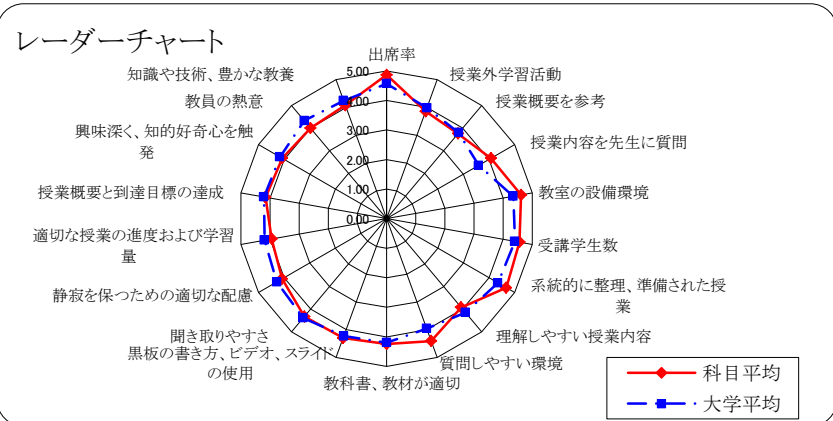 レーダーチャート
出席率
授業外学習活動
授業概要を参考
授業内容を先生に質問
教室の設備環境
受講学生数
系統的に整理、準備された授
業
理解しやすい授業内容
質問しやすい環境
教科書、教材が適切
黒板の書き方、ビデオ、スライド
の使用
聞き取りやすさ
静寂を保つための適切な配慮
適切な授業の進度および学習
量
授業概要と到達目標の達成
興味深く、知的好奇心を触
発
教員の熱意
知識や技術、豊かな教養
5.00
4.00
3.00
2.00
1.00
0.00
科目平均
大学平均